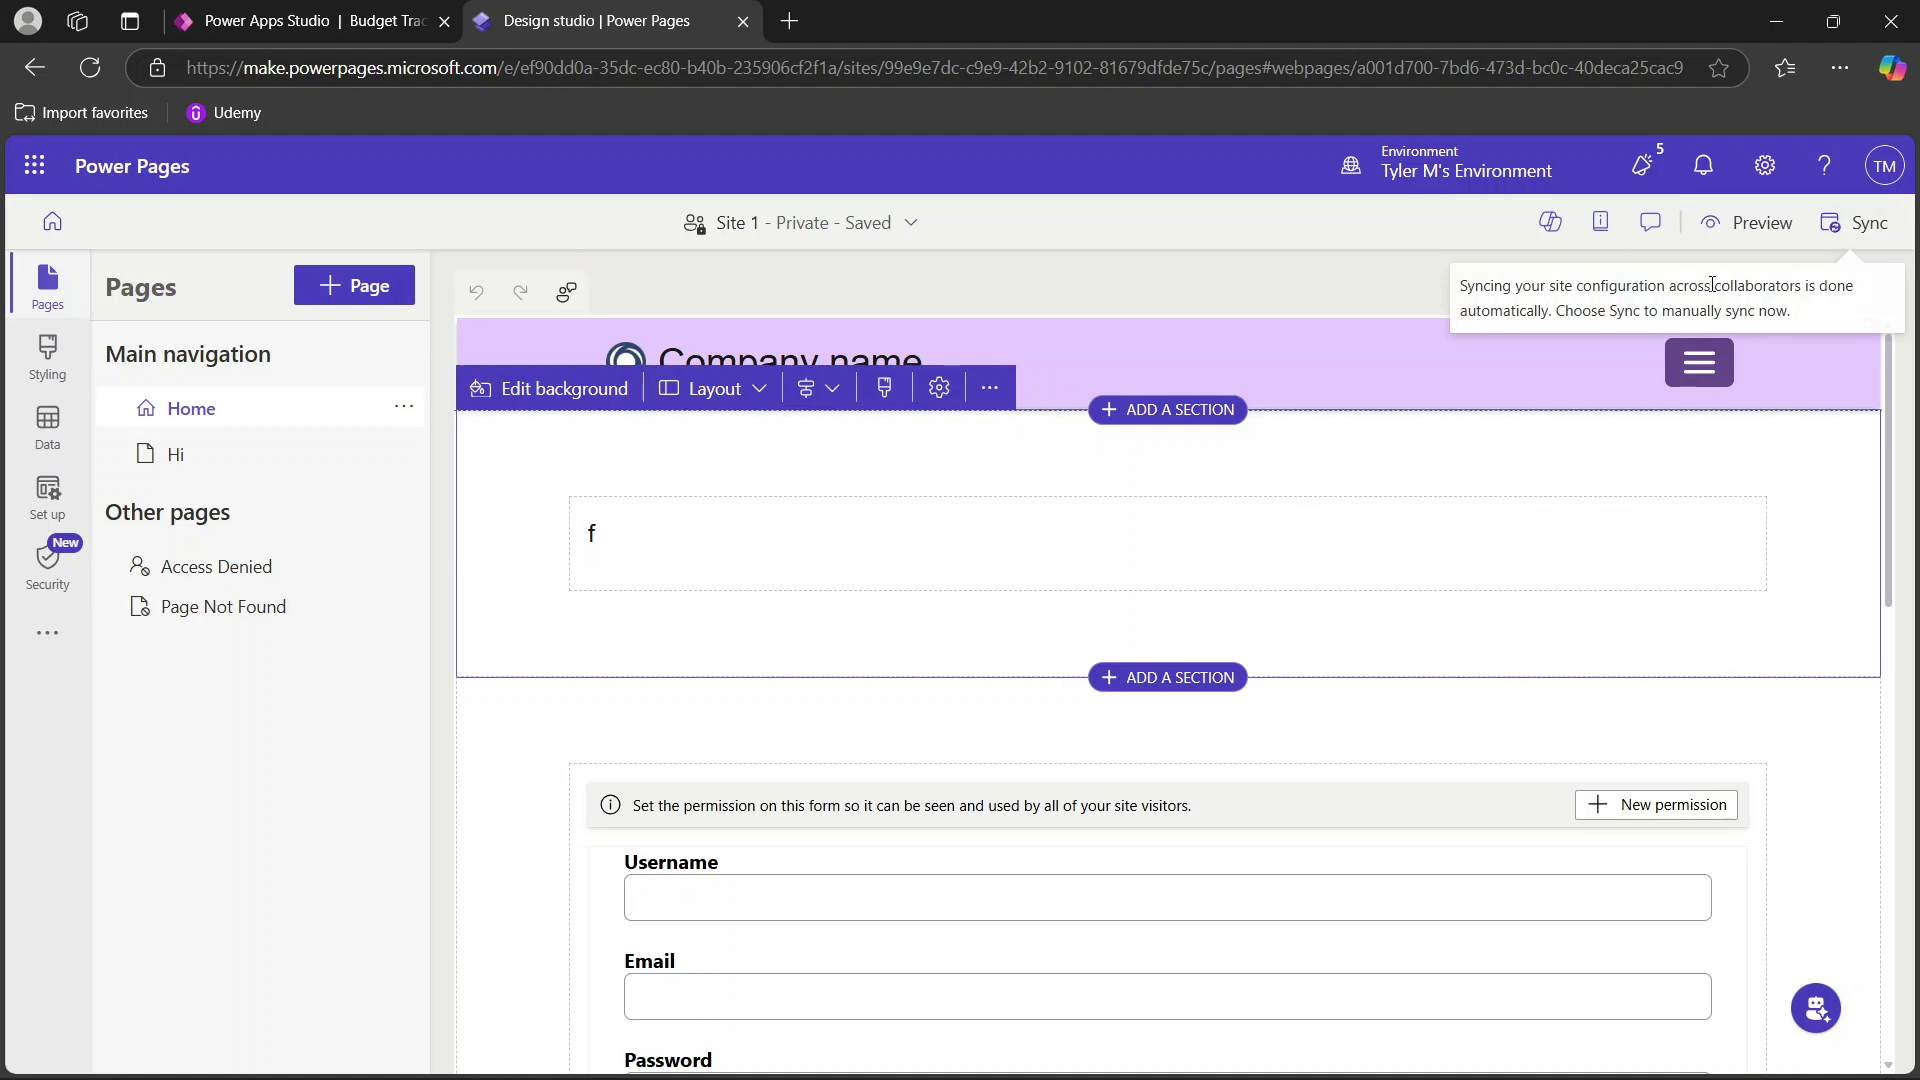 Power Apps Studio | Budget Trac
Design studio | Power Pages
https://make.powerpages.microsoft.com/e/ef90dd0a-35dc-ec80-b40b-235906cf2f1a/sites/99e9e7dc-c9e9-42b2-9102-81679dfde75c/pages#webpages/a001d700-7bd6-473d-bc0c-40deca25cac9
Import favorites
Udemy
Power Pages
Environment
Tyler M's Environment
5
TM
Site 1 - Private - Saved
Preview
Sync
Syncing your site configuration across collaborators is done
automatically. Choose Sync to manually sync now.
Pages
Styling
Data
Set up
New
Security
Pages
Page
Main navigation
Home
Hi
Other pages
Access Denied
Page Not Found
Company name
Edit background
Layout
ADD A SECTION
f
ADD A SECTION
Set the permission on this form so it can be seen and used by all of your site visitors.
New permission
Username
Email
Password